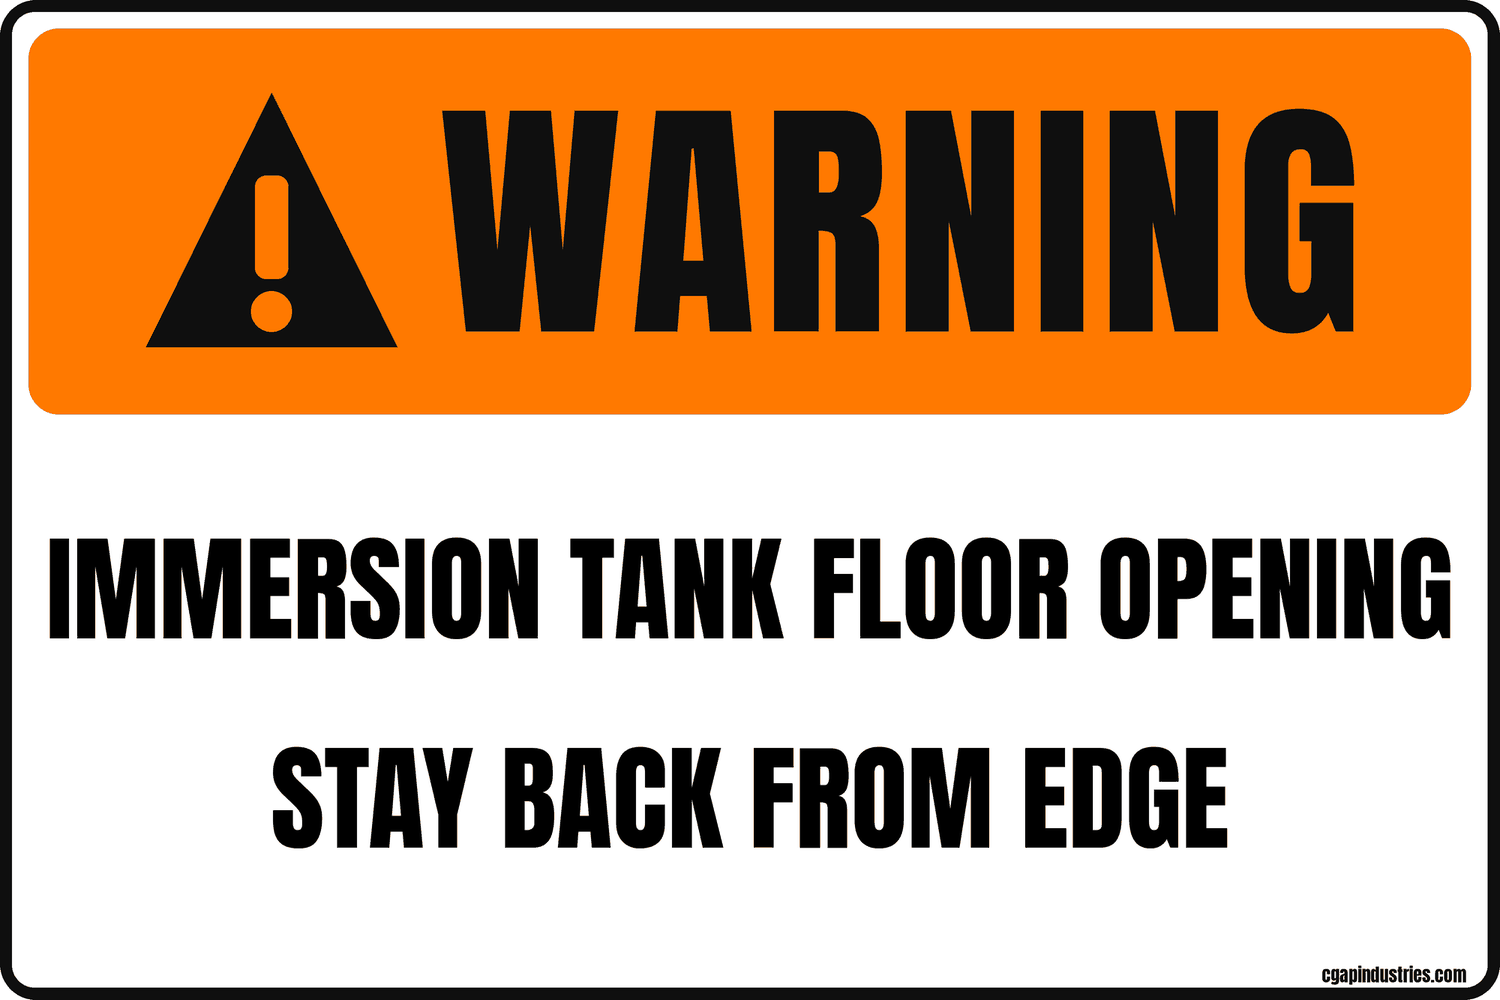 WARNING
IMMERSION TANK FLOOR OPENING
STAY BACK FROM EDGE
cgapindustries.com